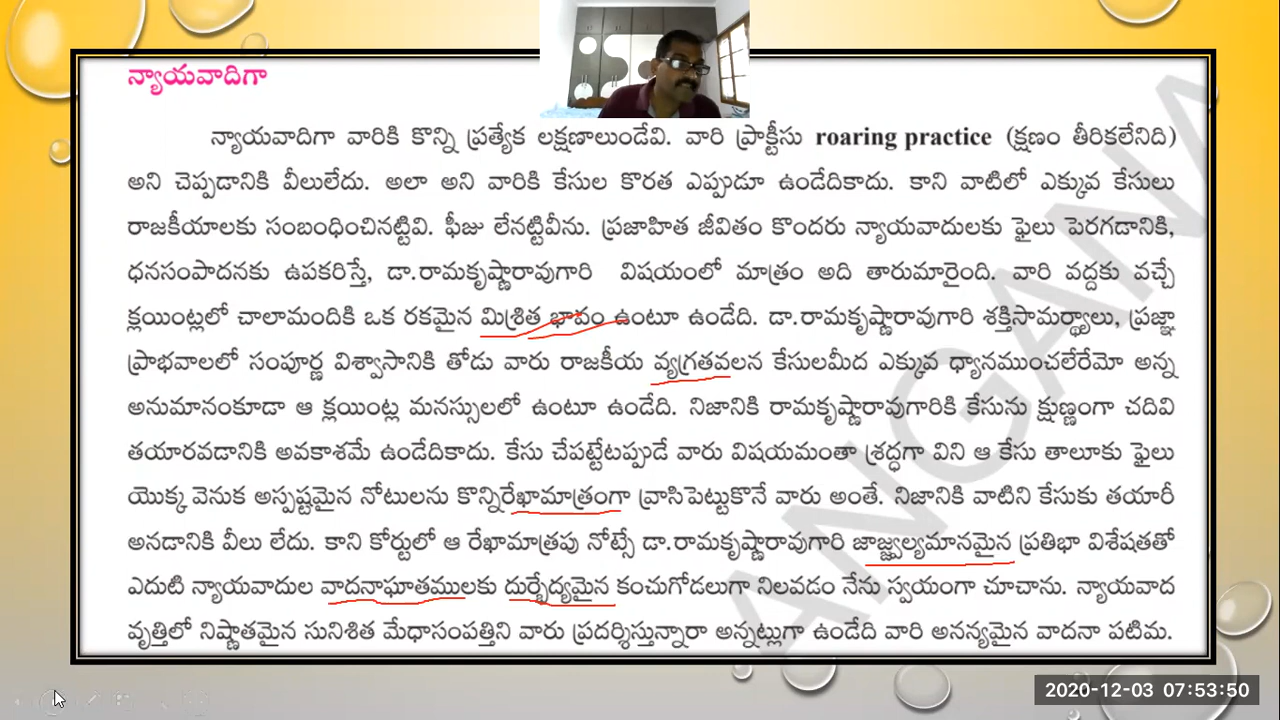 న్యాయవాదిగా
న్యాయవాదిగా వారికి కొన్ని ప్రత్యేక లక్షణాలుండేవి. వారి ప్రాక్టీసు roaring practice (క్షణం తీరికలేనిది)
అని చెప్పడానికి వీలులేదు. అలా అని వారికి కేసుల కొరత ఎప్పుడూ ఉండేదికాదు. కాని వాటిలో ఎక్కువ కేసులు
రాజకీయాలకు సంబంధించినట్టివి. ఫీజు లేనట్టివీను. ప్రజాహిత జీవితం కొందరు న్యాయవాదులకు ఫైలు పెరగడానికి,
ధనసంపాదనకు ఉపకరిస్తే, డా.రామకృష్ణారావుగారి విషయంలో మాత్రం అది తారుమారైంది. వారి వద్దకు వచ్చే
క్లయింట్లలో చాలామందికి ఒక రకమైన మిశ్రిత భావం ఉంటూ ఉండేది. డా.రామకృష్ణారావుగారి శక్తిసామర్థ్యాలు, ప్రజ్ఞా
ప్రాభవాలలో సంపూర్ణ విశ్వాసానికి తోడు వారు రాజకీయ వ్యగ్రతవలన కేసులమీద ఎక్కువ ధ్యానముంచలేరేమో అన్న
అనుమానంకూడా ఆ క్లయింట్ల మనస్సులలో ఉంటూ ఉండేది. నిజానికి రామకృష్ణారావుగారికి కేసును క్షుణ్ణంగా చదివి
తయారవడానికి అవకాశమే ఉండేదికాదు. కేసు చేపట్టేటప్పుడే వారు విషయమంతా శ్రద్ధగా విని ఆ కేసు తాలూకు ఫైలు
యొక్క వెనుక అస్పష్టమైన నోటులను కొన్నిరేఖామాత్రంగా వ్రాసిపెట్టుకొనే వారు అంతే. నిజానికి వాటిని కేసుకు తయారీ
అనడానికి వీలు లేదు. కాని కోర్టులో ఆ రేఖామాత్రపు నోట్సే డా.రామకృష్ణారావుగారి జాజ్జ్వల్యమానమైన ప్రతిభా విశేషతతో
ఎదుటి న్యాయవాదుల వాదనాఘాతములకు దుర్భేద్యమైన కంచుగోడలుగా నిలవడం నేను స్వయంగా చూచాను. న్యాయవాద
వృత్తిలో నిష్ణాతమైన సునిశిత మేధాసంపత్తిని వారు ప్రదర్శిస్తున్నారా అన్నట్లుగా ఉండేది వారి అనన్యమైన వాదనా పటిమ.
2020-12-03 07:53:50